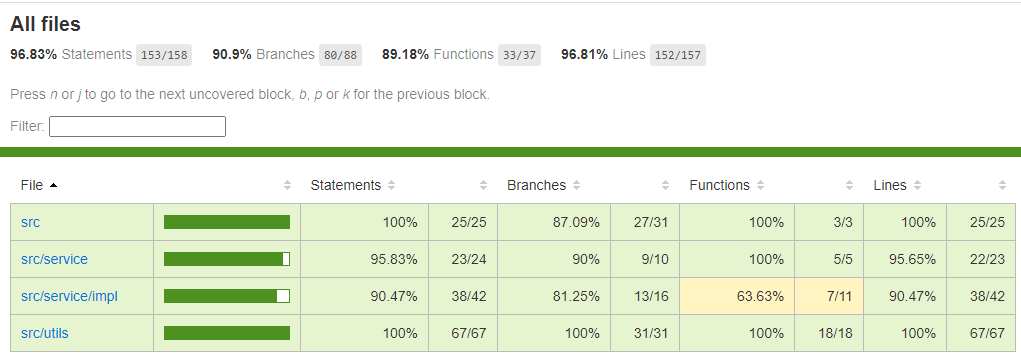 All files
96.83% Statements 153/158 90.9% Branches 80/88 89.18% Functions 33/37 96.81% Lines 152/157
Press n or j to go to the next uncovered block, b, p or k for the previous block.
Filter:
File Statements Branches Functions Lines
src 100% 25/25 87.09% 27/31 100% 3/3 100% 25/25
src/service 95.83% 23/24 90% 9/10 100% 5/5 95.65% 22/23
src/service/impl 90.47% 38/42 81.25% 13/16 63.63% 7/11 90.47% 38/42
src/utils 100% 67/67 100% 31/31 100% 18/18 100% 67/67